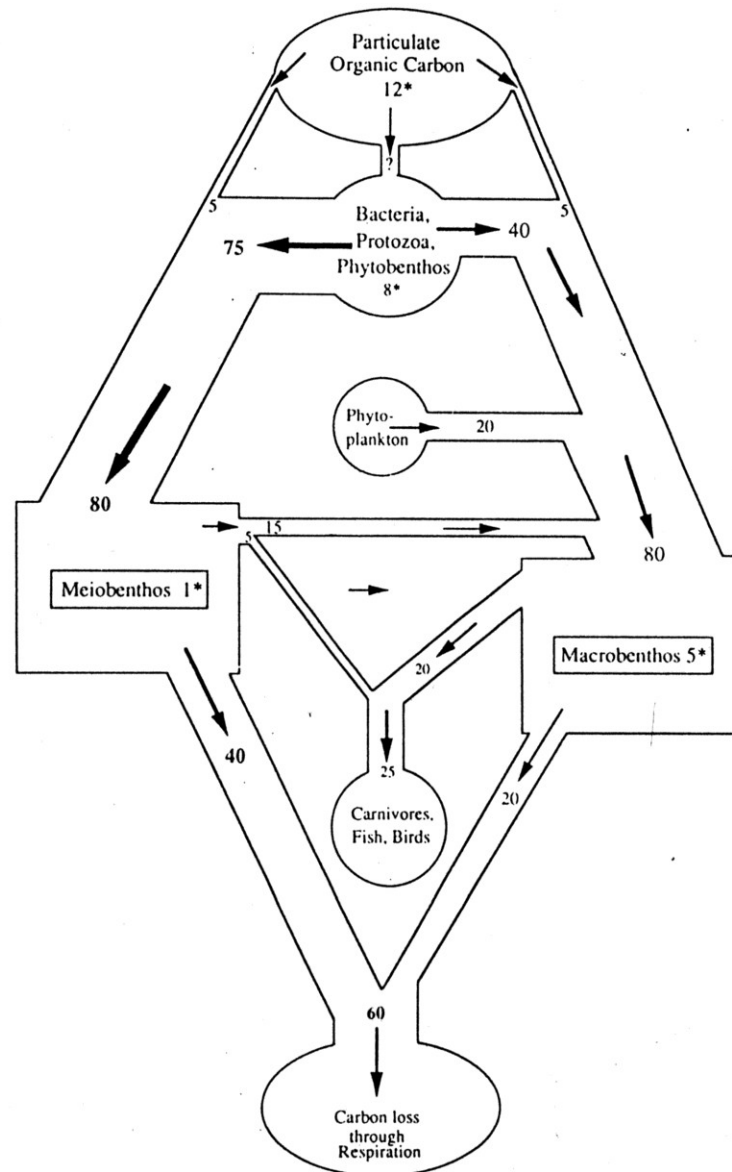 Particulate
Organic Carbon
12*
?
5
5
Bacteria,
Protozoa,
Phytobenthos
8*
75
40
Phyto-
plankton
20
80
15
5
80
Meiobenthos 1*
Macrobenthos 5*
20
40
25
20
Carnivores,
Fish, Birds
60
Carbon loss
through
Respiration